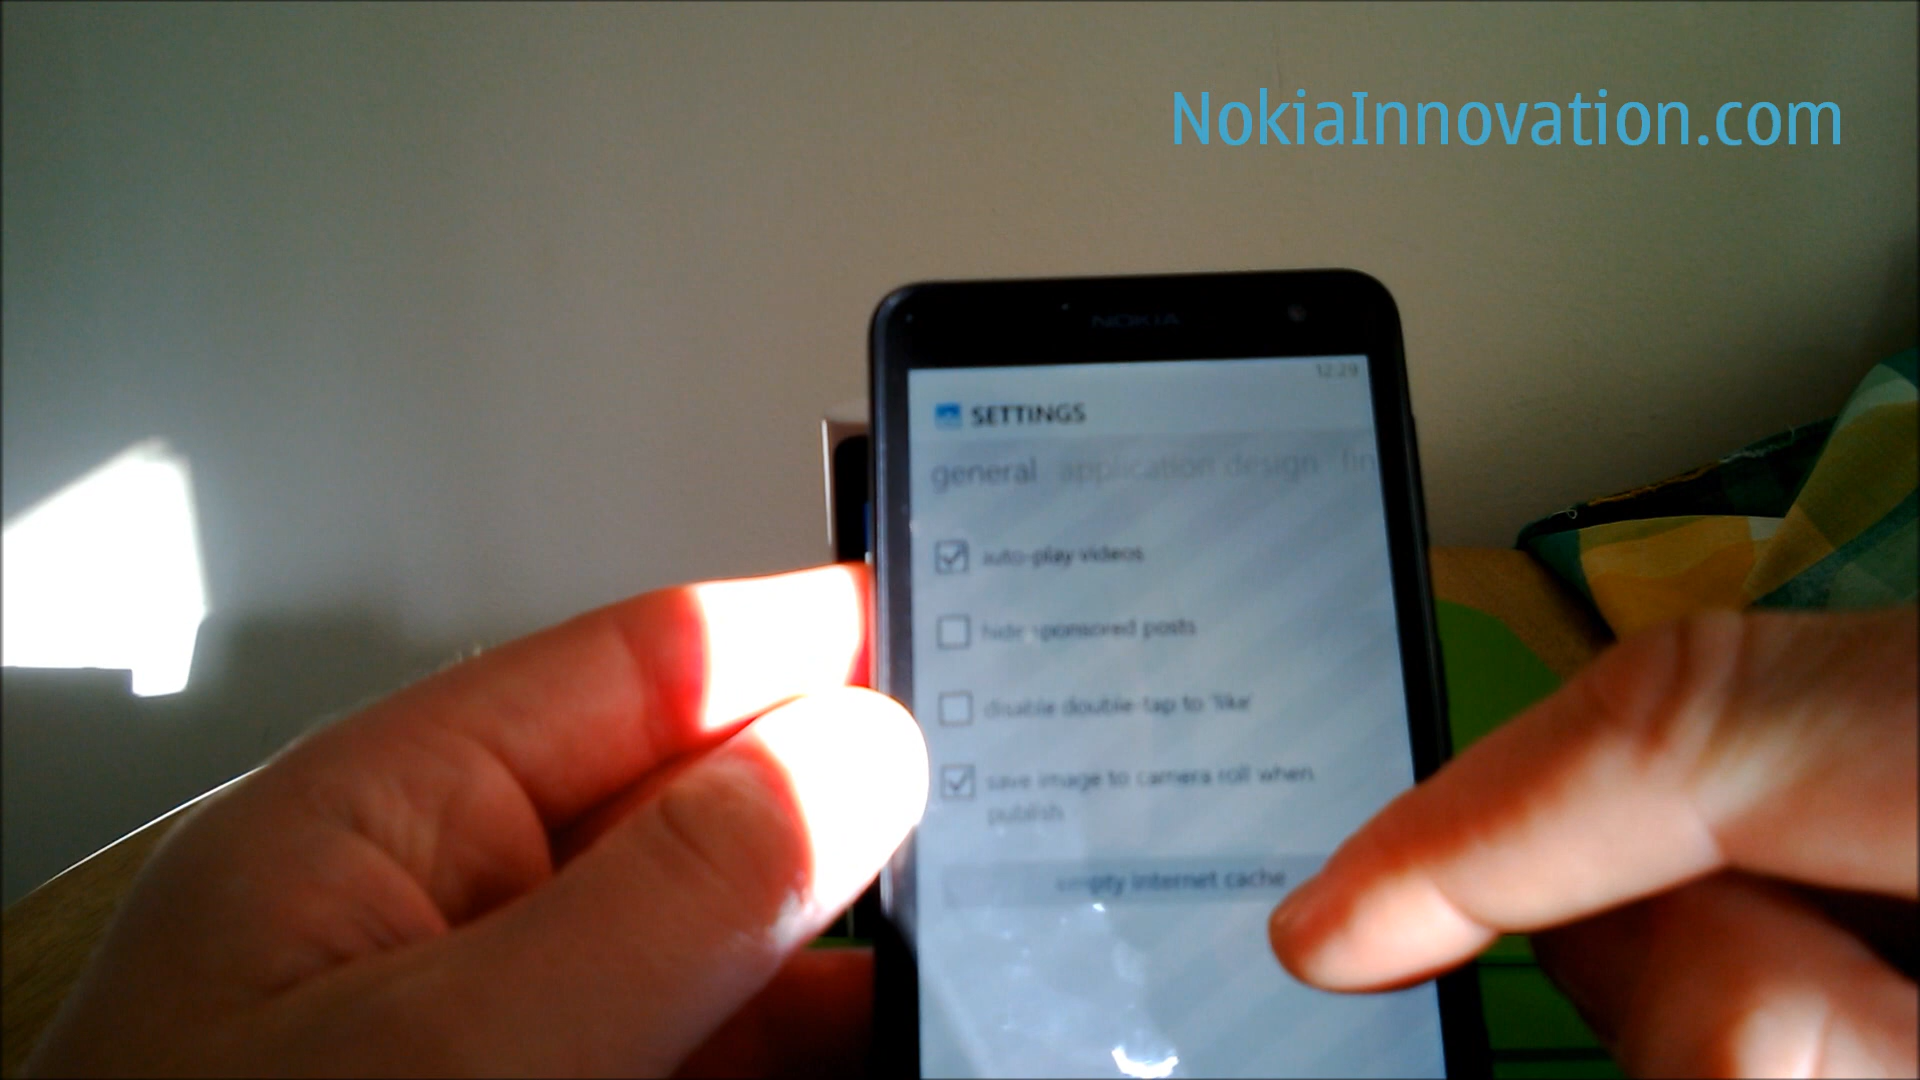 NokiaInnovation.com
NOKIA
12:29
SETTINGS
general application design fin
auto-play videos
hide sponsored posts
disable double-tap to 'like'
save image to camera roll when
publish
empty internet cache